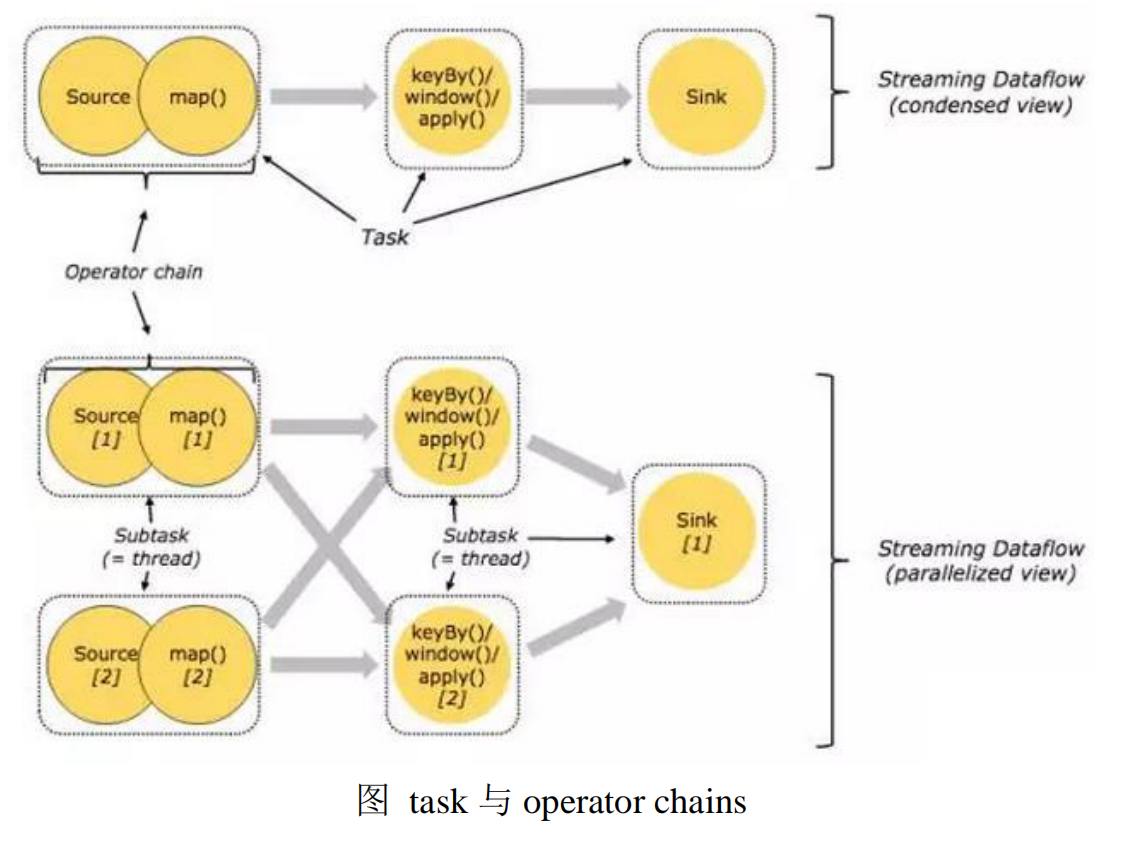 Source
map()
keyBy()/
window()/
apply()
Sink
Streaming Dataflow
(condensed view)
Task
Operator chain
Source
[1]
map()
[1]
keyBy()/
window()/
apply()
[1]
Subtask
(= thread)
Subtask
(= thread)
Sink
[1]
Streaming Dataflow
(parallelized view)
Source
[2]
map()
[2]
keyBy()/
window()/
apply()
[2]
图 task 与 operator chains